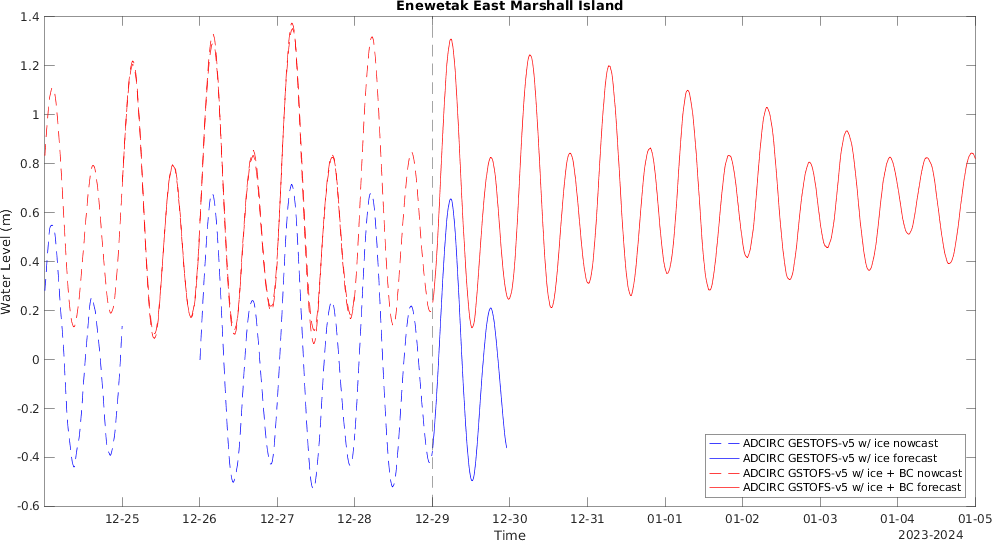 Enewetak East Marshall Island
1.4
1.2
1
0.8
0.6
0.4
0.2
0
-0.2
-0.4
-0.6
Water Level (m)
12-25 12-26 12-27 12-28 12-29 12-30 12-31 01-01 01-02 01-03 01-04 01-05
Time
2023-2024
ADCIRC GESTOFS-v5 w/ ice nowcast
ADCIRC GESTOFS-v5 w/ ice forecast
ADCIRC GSTOFS-v5 w/ ice + BC nowcast
ADCIRC GSTOFS-v5 w/ ice + BC forecast